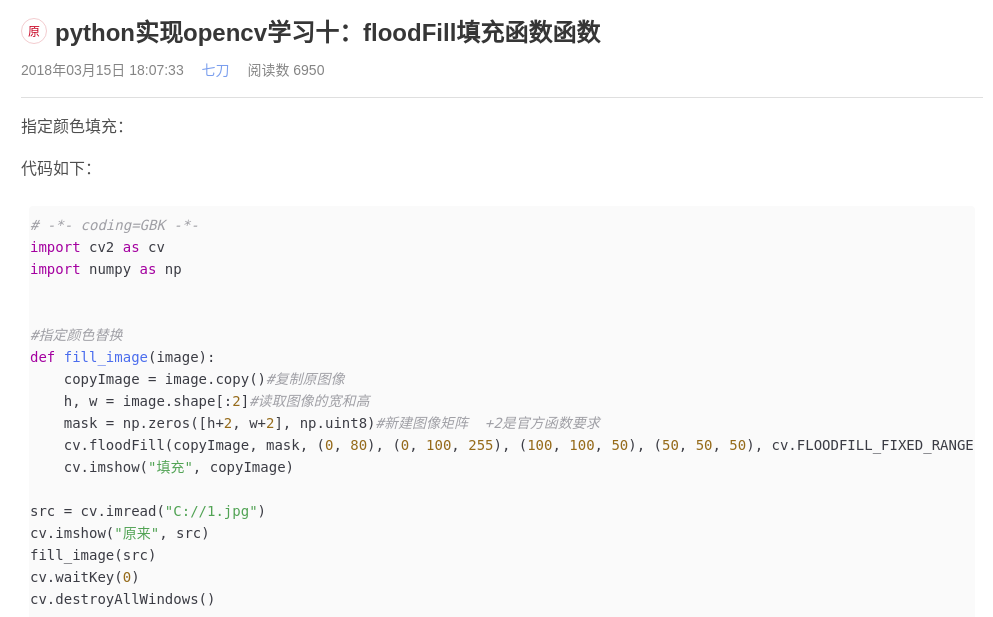 原 python实现opencv学习十：floodFill填充函数函数
2018年03月15日 18:07:33 七刀 阅读数 6950
指定颜色填充：
代码如下：
# -*- coding=GBK -*-
import cv2 as cv
import numpy as np
#指定颜色替换
def fill_image(image):
    copyImage = image.copy()#复制原图像
    h, w = image.shape[:2]#读取图像的宽和高
    mask = np.zeros([h+2, w+2], np.uint8)#新建图像矩阵  +2是官方函数要求
    cv.floodFill(copyImage, mask, (0, 80), (0, 100, 255), (100, 100, 50), (50, 50, 50), cv.FLOODFILL_FIXED_RANGE
    cv.imshow("填充", copyImage)
src = cv.imread("C://1.jpg")
cv.imshow("原来", src)
fill_image(src)
cv.waitKey(0)
cv.destroyAllWindows()